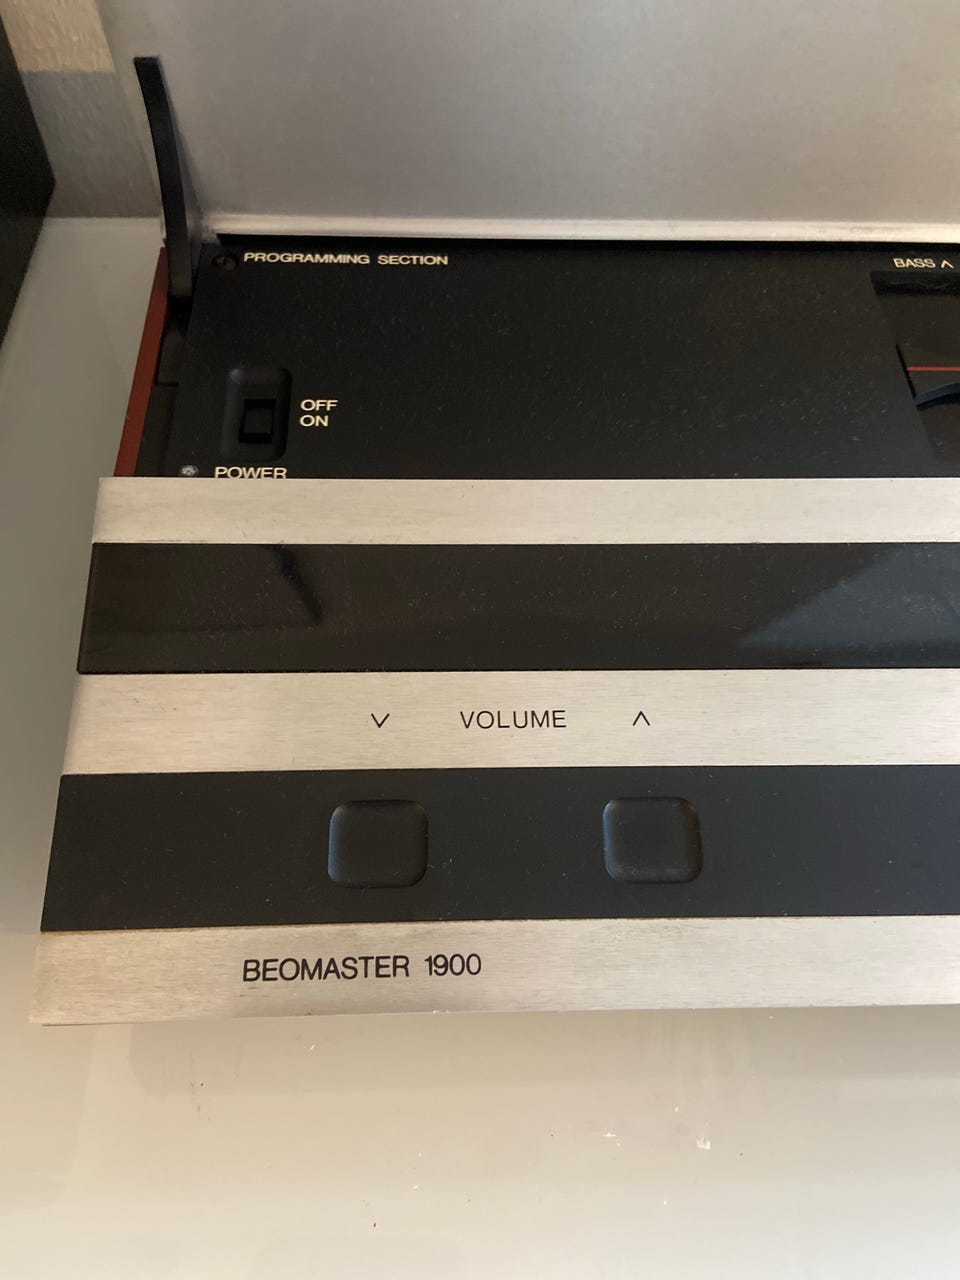 PROGRAMMING SECTION
BASS ∧
OFF
ON
POWER
∨ VOLUME ∧
BEOMASTER 1900